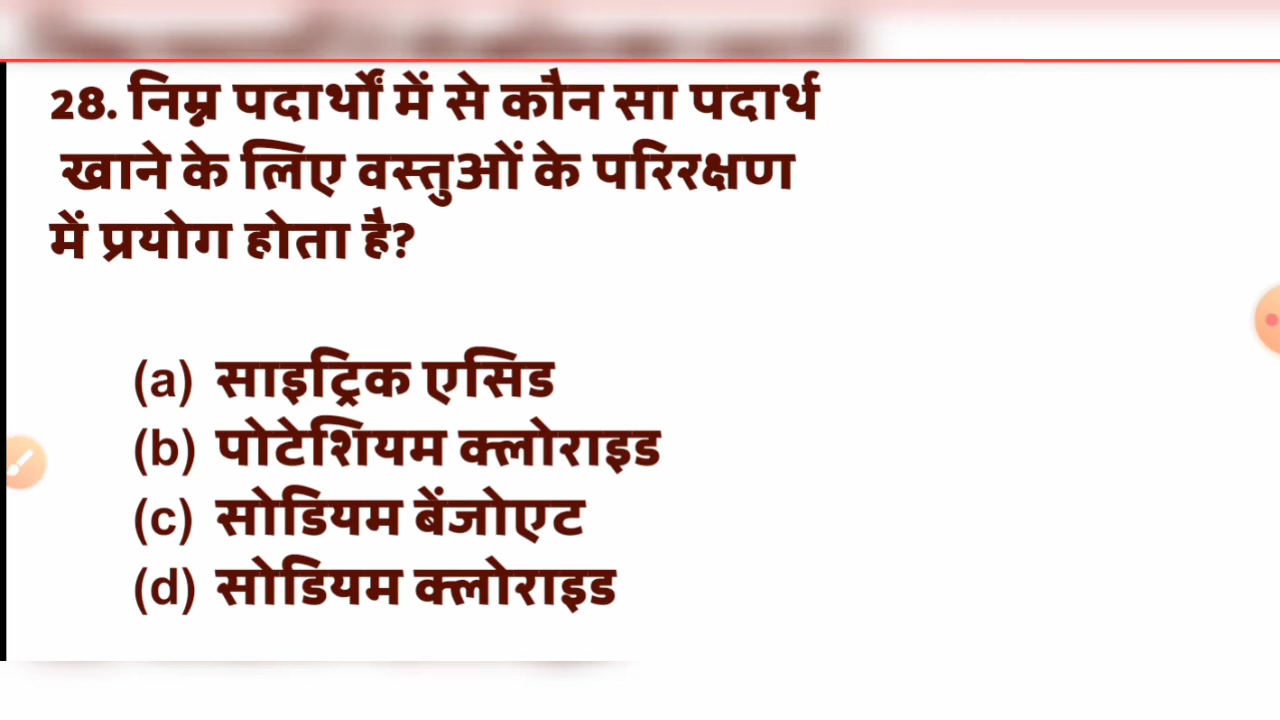 28. निम्न पदार्थों में से कौन सा पदार्थ
खाने के लिए वस्तुओं के परिरक्षण
में प्रयोग होता है?
(a) साइट्रिक एसिड
(b) पोटेशियम क्लोराइड
(c) सोडियम बेंजोएट
(d) सोडियम क्लोराइड